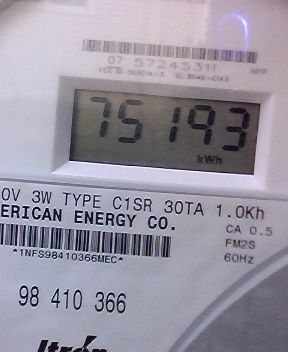 07 57245311
75193
kWh
0V 3W TYPE C1SR 30TA 1.0Kh
ERICAN ENERGY CO.
CA 0.5
FM2S
60Hz
*1NFS98410366MEC*
98 410 366
Itrón